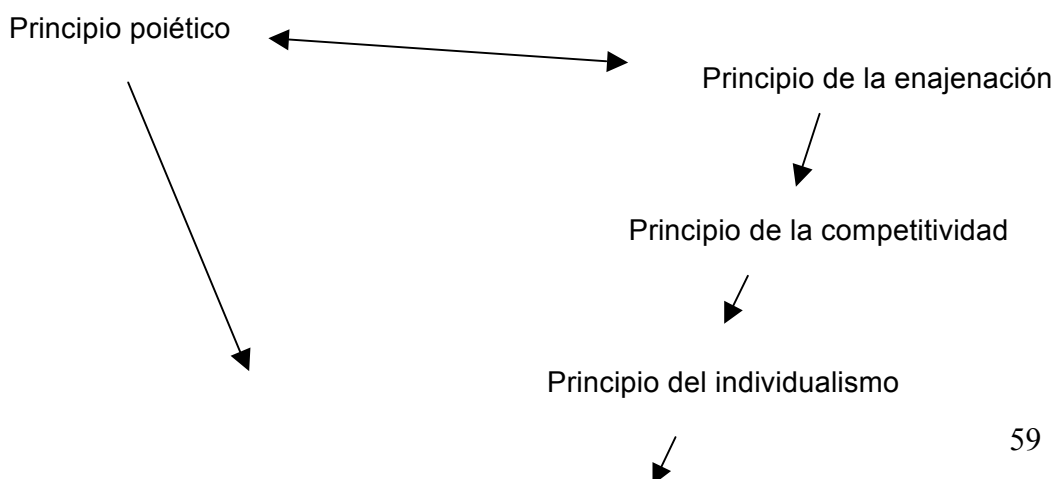 Principio poiético
Principio de la enajenación
Principio de la competitividad
Principio del individualismo
59